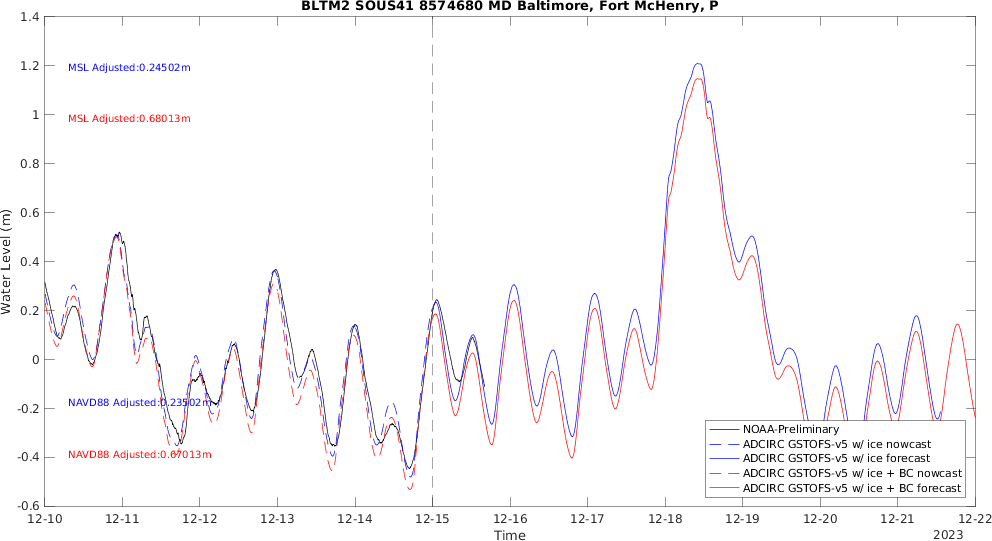 BLTM2 SOUS41 8574680 MD Baltimore, Fort McHenry, P
1.4
1.2
1
0.8
0.6
0.4
0.2
0
-0.2
-0.4
-0.6
Water Level (m)
MSL Adjusted:0.24502m
MSL Adjusted:0.68013m
NAVD88 Adjusted:0.23502m
NAVD88 Adjusted:0.67013m
NOAA-Preliminary
ADCIRC GSTOFS-v5 w/ ice nowcast
ADCIRC GSTOFS-v5 w/ ice forecast
ADCIRC GSTOFS-v5 w/ ice + BC nowcast
ADCIRC GSTOFS-v5 w/ ice + BC forecast
12-10 12-11 12-12 12-13 12-14 12-15 12-16 12-17 12-18 12-19 12-20 12-21 12-22
Time
2023